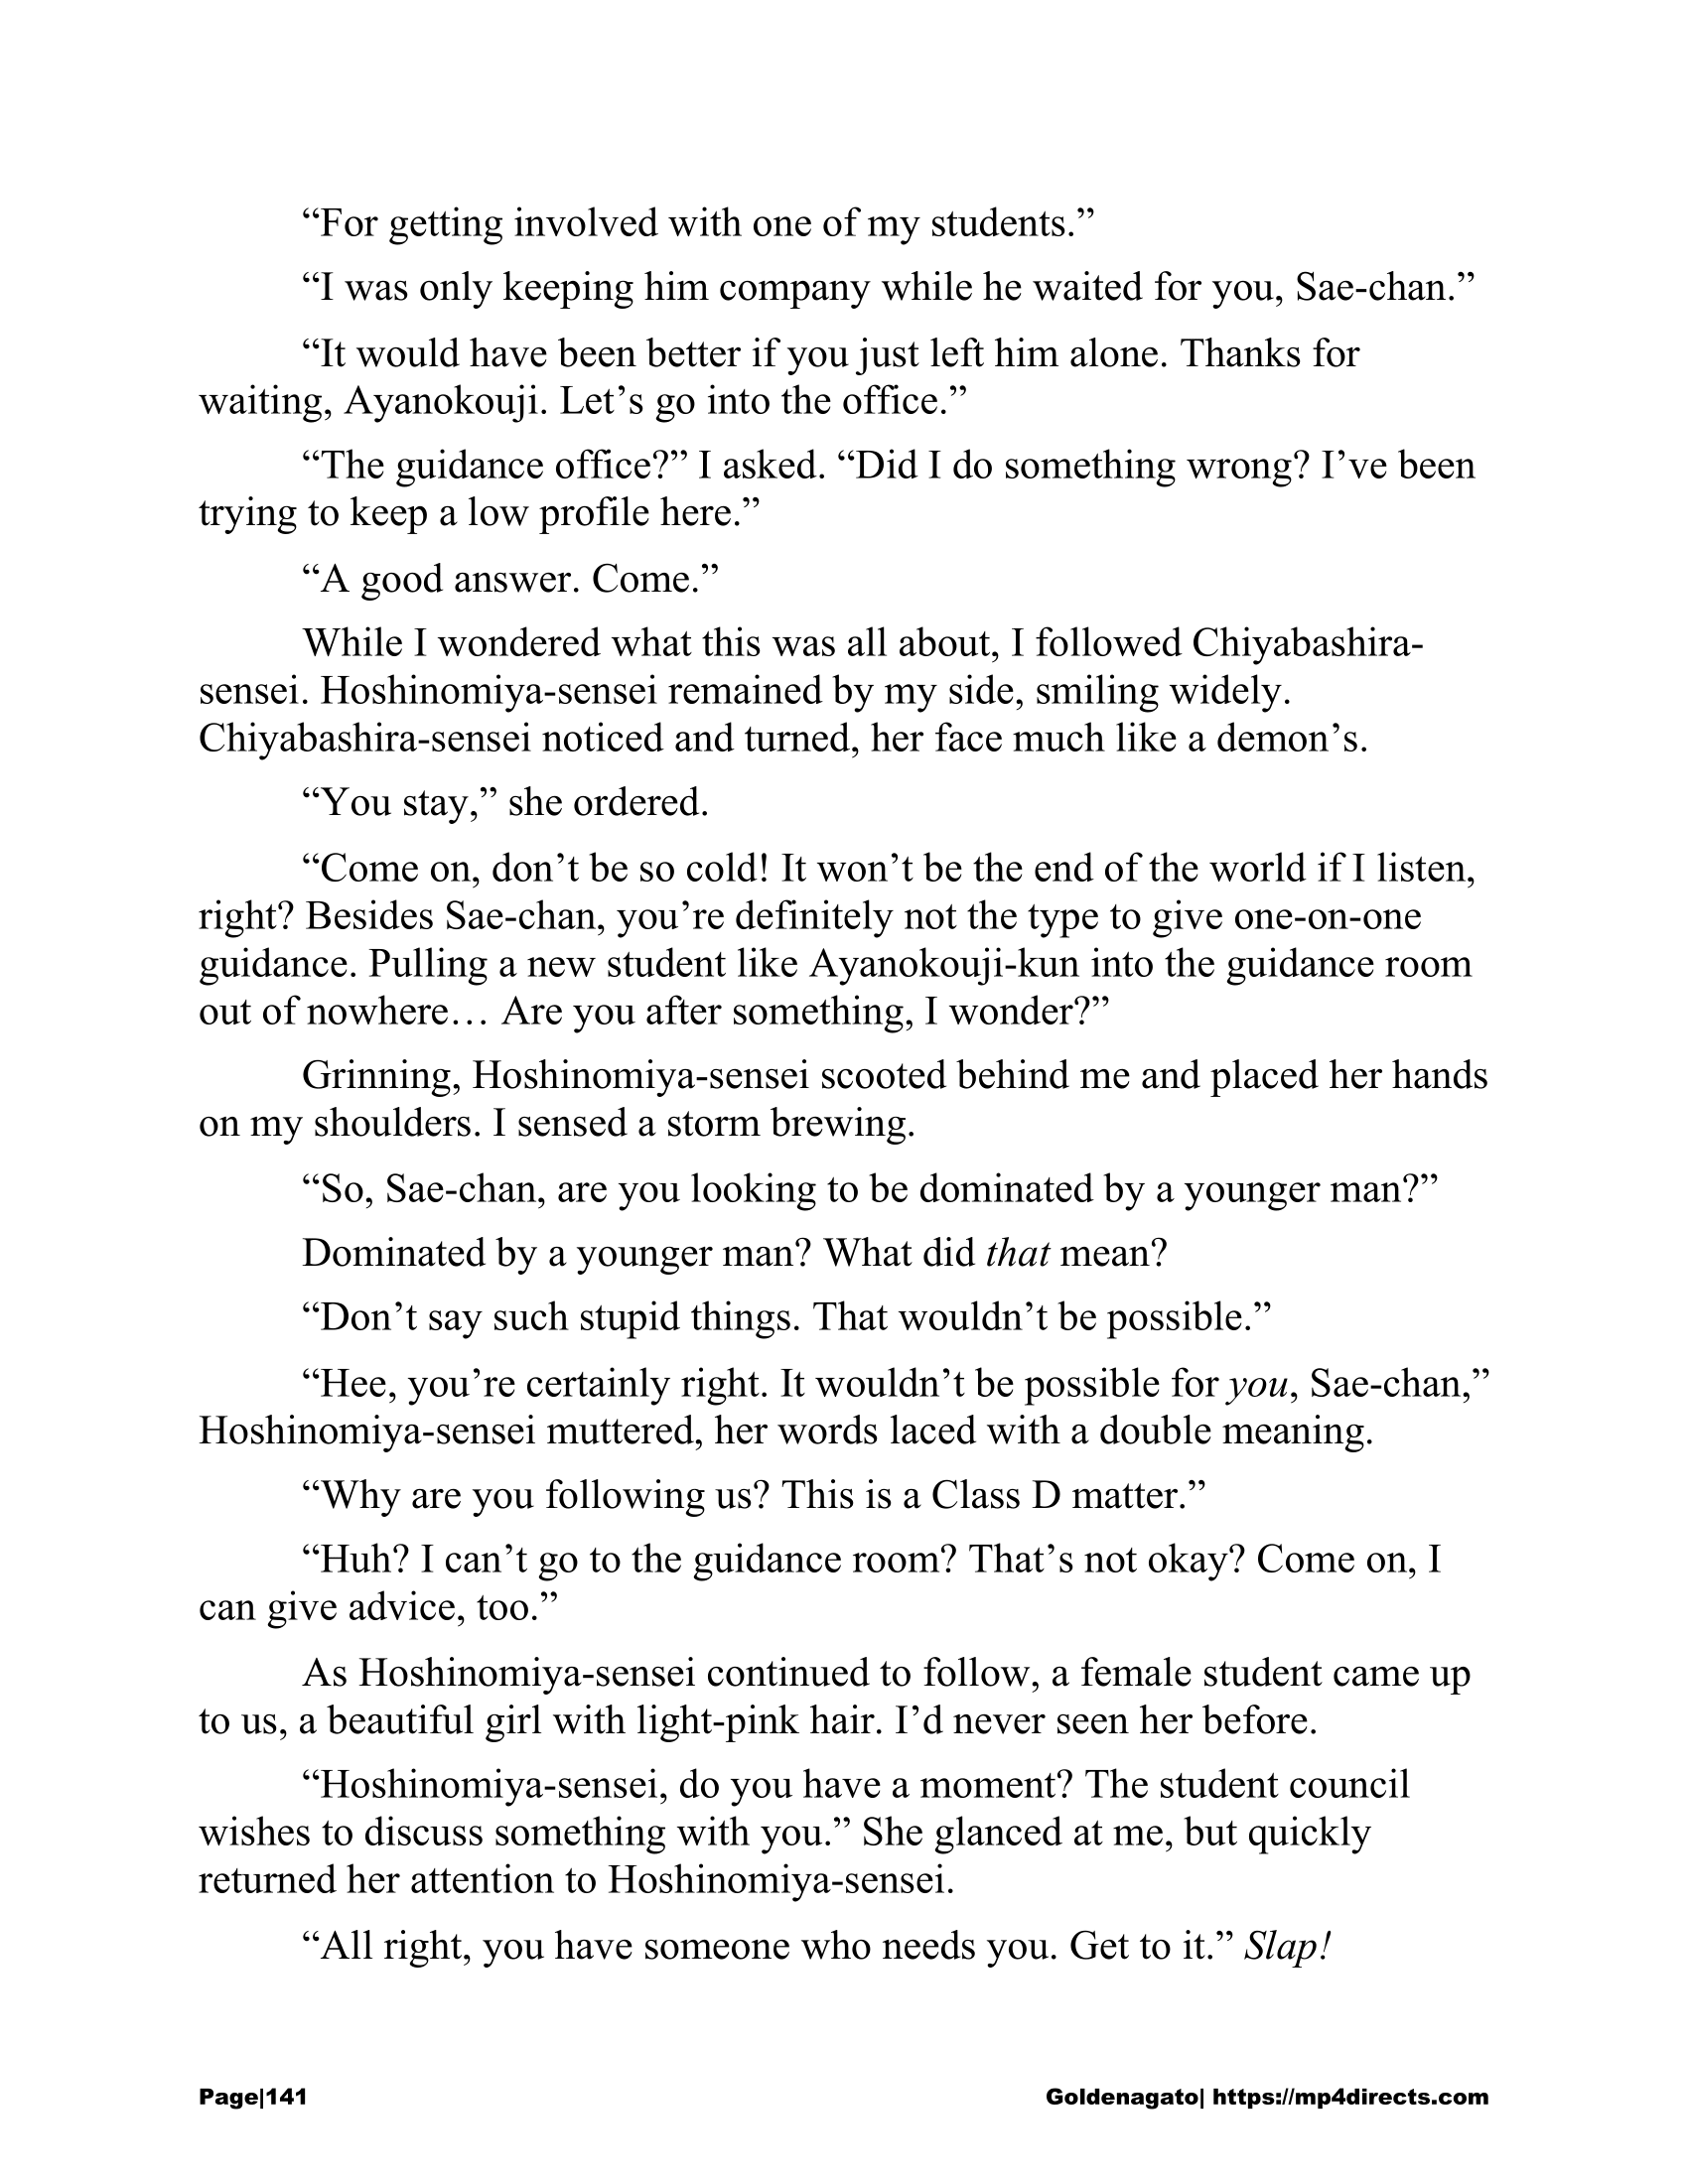 “For getting involved with one of my students.”
“I was only keeping him company while he waited for you, Sae-chan.”
“It would have been better if you just left him alone. Thanks for
waiting, Ayanokouji. Let’s go into the office.”
“The guidance office?” I asked. “Did I do something wrong? I’ve been
trying to keep a low profile here.”
“A good answer. Come.”
While I wondered what this was all about, I followed Chiyabashira-
sensei. Hoshinomiya-sensei remained by my side, smiling widely.
Chiyabashira-sensei noticed and turned, her face much like a demon’s.
“You stay,” she ordered.
“Come on, don’t be so cold! It won’t be the end of the world if I listen,
right? Besides Sae-chan, you’re definitely not the type to give one-on-one
guidance. Pulling a new student like Ayanokouji-kun into the guidance room
out of nowhere… Are you after something, I wonder?”
Grinning, Hoshinomiya-sensei scooted behind me and placed her hands
on my shoulders. I sensed a storm brewing.
“So, Sae-chan, are you looking to be dominated by a younger man?”
Dominated by a younger man? What did that mean?
“Don’t say such stupid things. That wouldn’t be possible.”
“Hee, you’re certainly right. It wouldn’t be possible for you, Sae-chan,”
Hoshinomiya-sensei muttered, her words laced with a double meaning.
“Why are you following us? This is a Class D matter.”
“Huh? I can’t go to the guidance room? That’s not okay? Come on, I
can give advice, too.”
As Hoshinomiya-sensei continued to follow, a female student came up
to us, a beautiful girl with light-pink hair. I’d never seen her before.
“Hoshinomiya-sensei, do you have a moment? The student council
wishes to discuss something with you.” She glanced at me, but quickly
returned her attention to Hoshinomiya-sensei.
“All right, you have someone who needs you. Get to it.” Slap!
Page|141 Goldenagato| https://mp4directs.com